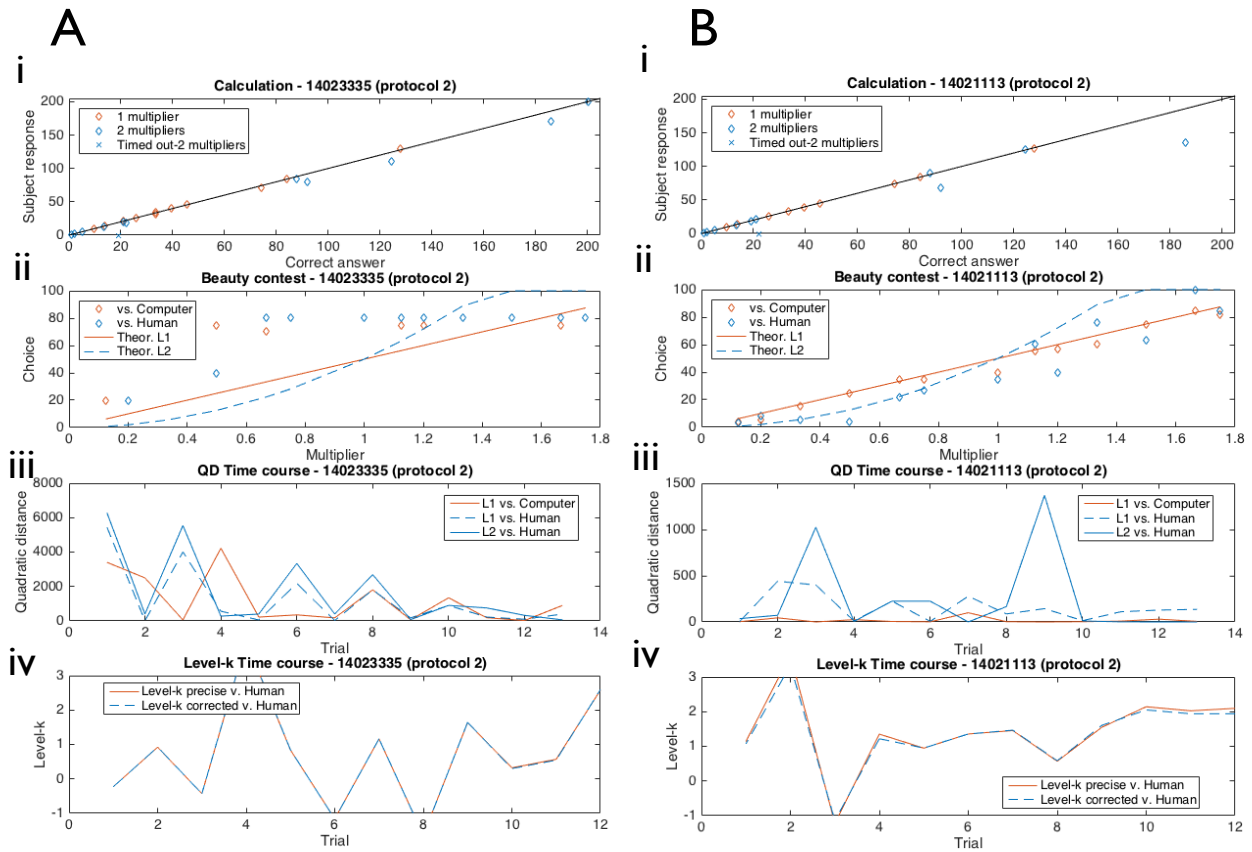 A
i
Calculation - 14023335 (protocol 2)
200
150
100
50
0
Subject response
1 multiplier
2 multipliers
Timed out-2 multipliers
0 20 40 60 80 100 120 140 160 180 200
Correct answer
ii
Beauty contest - 14023335 (protocol 2)
100
80
60
40
20
0
Choice
vs. Computer
vs. Human
Theor. L1
Theor. L2
0 0.2 0.4 0.6 0.8 1 1.2 1.4 1.6 1.8
Multiplier
iii
QD Time course - 14023335 (protocol 2)
8000
6000
4000
2000
0
Quadratic distance
L1 vs. Computer
L1 vs. Human
L2 vs. Human
0 2 4 6 8 10 12 14
Trial
iv
Level-k Time course - 14023335 (protocol 2)
3
2
1
0
-1
Level-k
Level-k precise v. Human
Level-k corrected v. Human
0 2 4 6 8 10 12
Trial
B
i
Calculation - 14021113 (protocol 2)
200
150
100
50
0
Subject response
1 multiplier
2 multipliers
Timed out-2 multipliers
0 20 40 60 80 100 120 140 160 180 200
Correct answer
ii
Beauty contest - 14021113 (protocol 2)
100
80
60
40
20
0
Choice
vs. Computer
vs. Human
Theor. L1
Theor. L2
0 0.2 0.4 0.6 0.8 1 1.2 1.4 1.6 1.8
Multiplier
iii
QD Time course - 14021113 (protocol 2)
1500
1000
500
0
Quadratic distance
L1 vs. Computer
L1 vs. Human
L2 vs. Human
0 2 4 6 8 10 12 14
Trial
iv
Level-k Time course - 14021113 (protocol 2)
3
2
1
0
-1
Level-k
Level-k precise v. Human
Level-k corrected v. Human
0 2 4 6 8 10 12
Trial